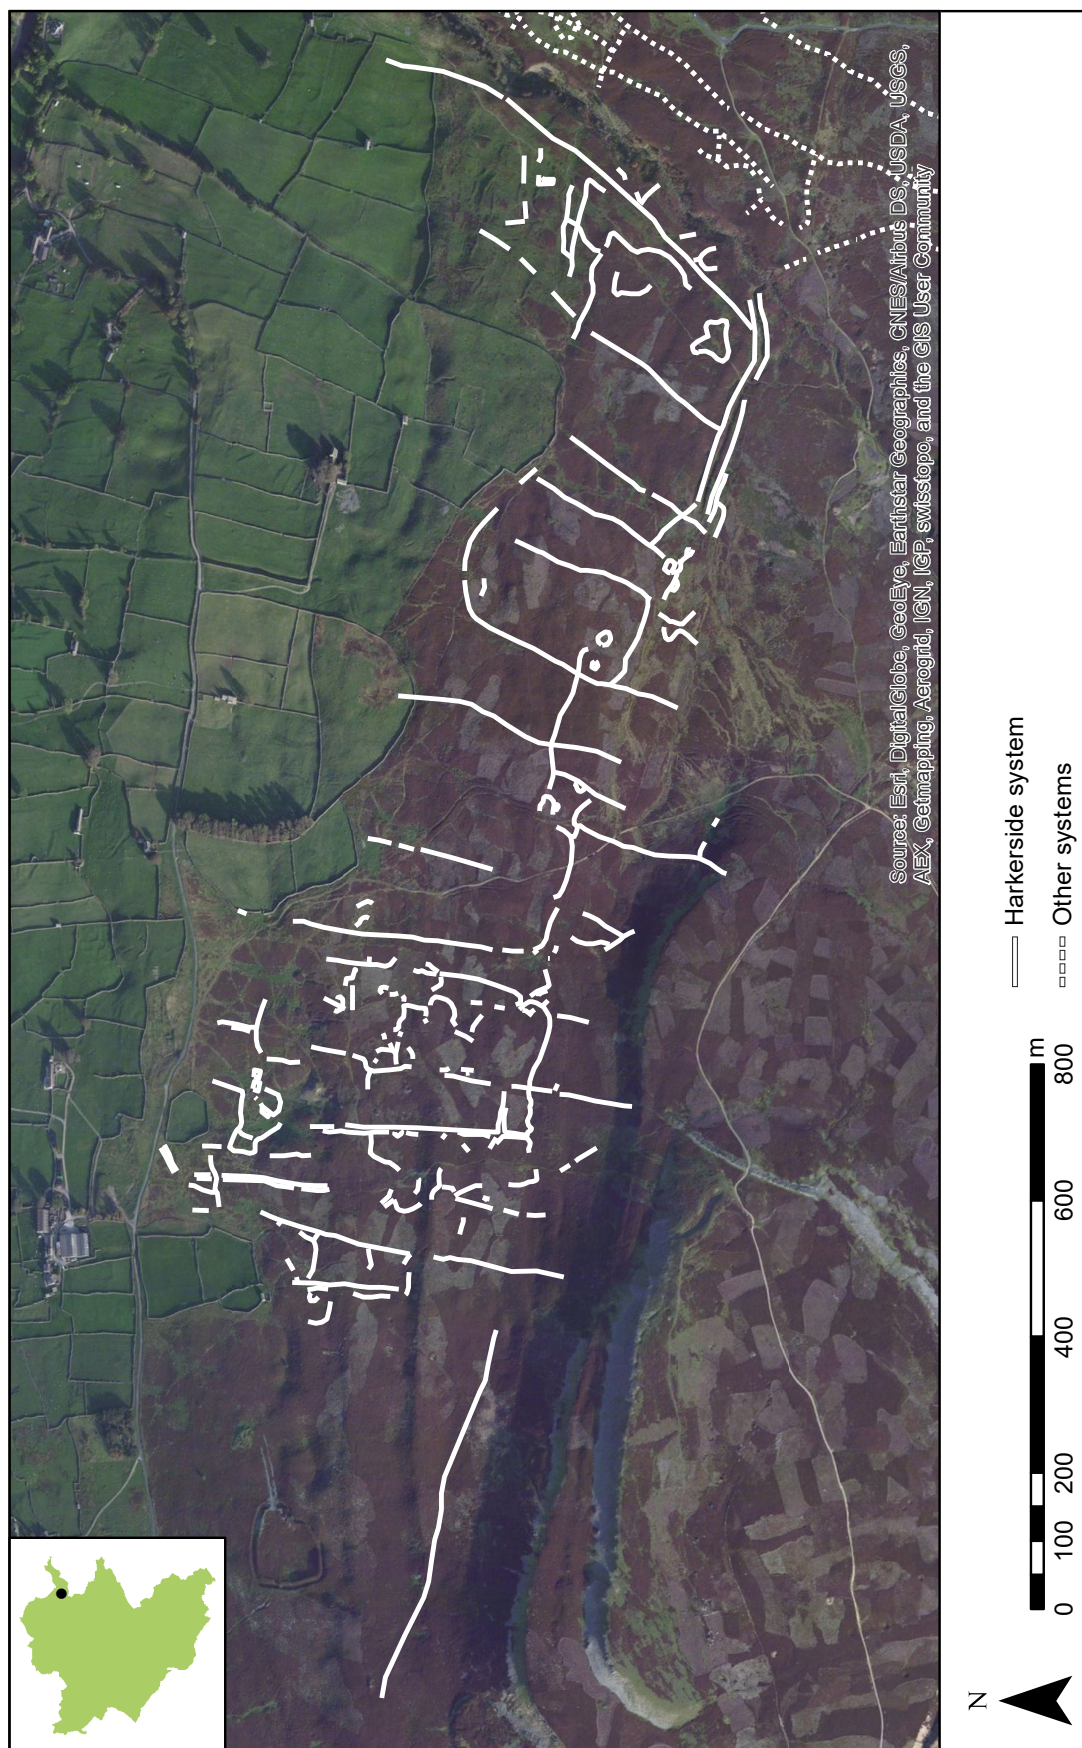 Source: Esri, DigitalGlobe, GeoEye, Earthstar Geographics, CNES/Airbus DS, USDA, USGS,
AEX, Getmapping, Aerogrid, IGN, IGP, swisstopo, and the GIS User Community
N
0 100 200 400 600 800
m
Harkerside system
Other systems